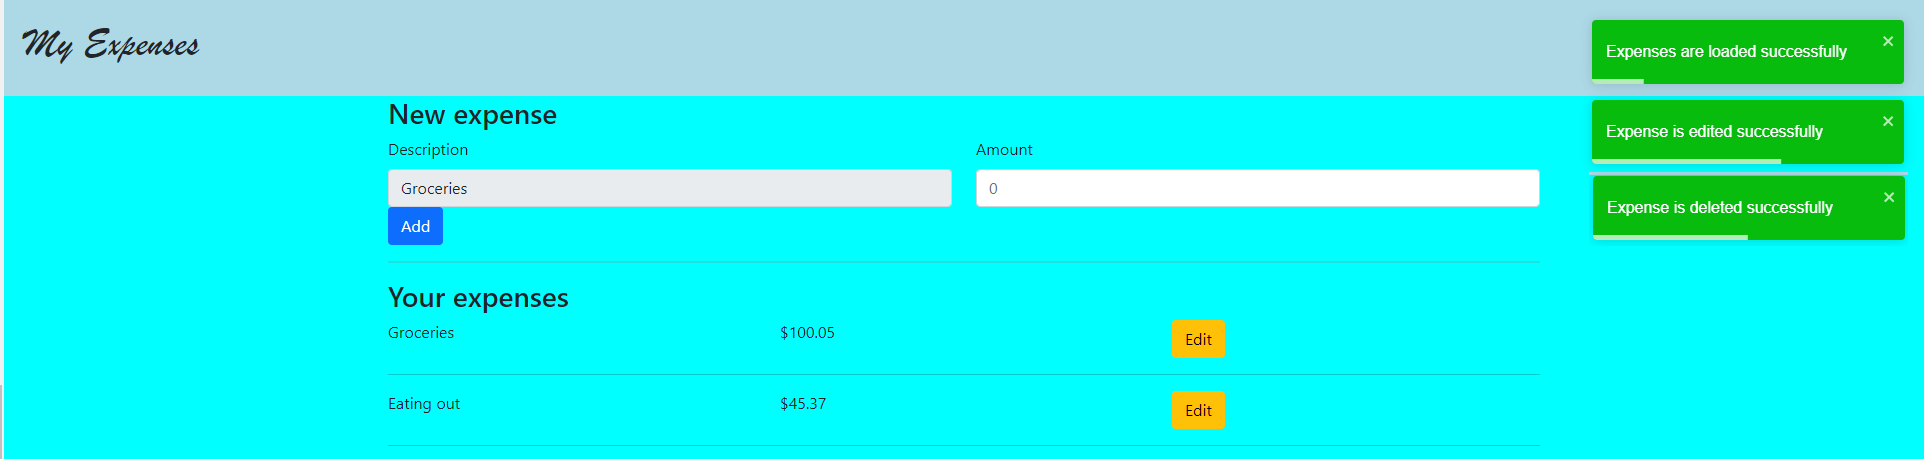 My Expenses
Expenses are loaded successfully
Expense is edited successfully
Expense is deleted successfully
New expense
Description
Amount
Groceries
0
Add
Your expenses
Groceries $100.05 Edit
Eating out $45.37 Edit